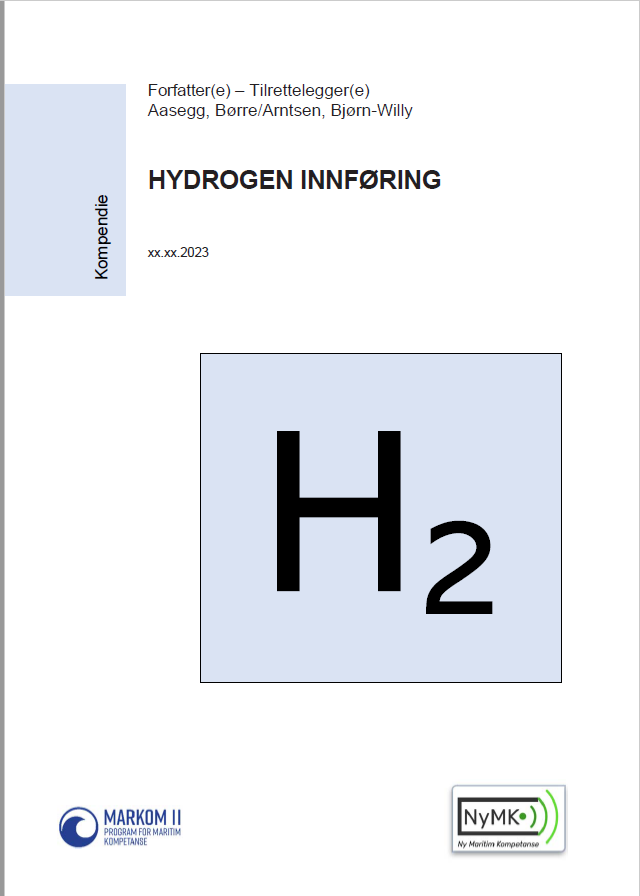 Forfatter(e) – Tilrettelegger(e)
Aasegg, Børre/Arntsen, Bjørn-Willy
HYDROGEN INNFØRING
Kompendie
xx.xx.2023
H₂
MARKOM II
PROGRAM FOR MARITIM
KOMPETANSE
NyMK
Ny Maritim Kompetanse